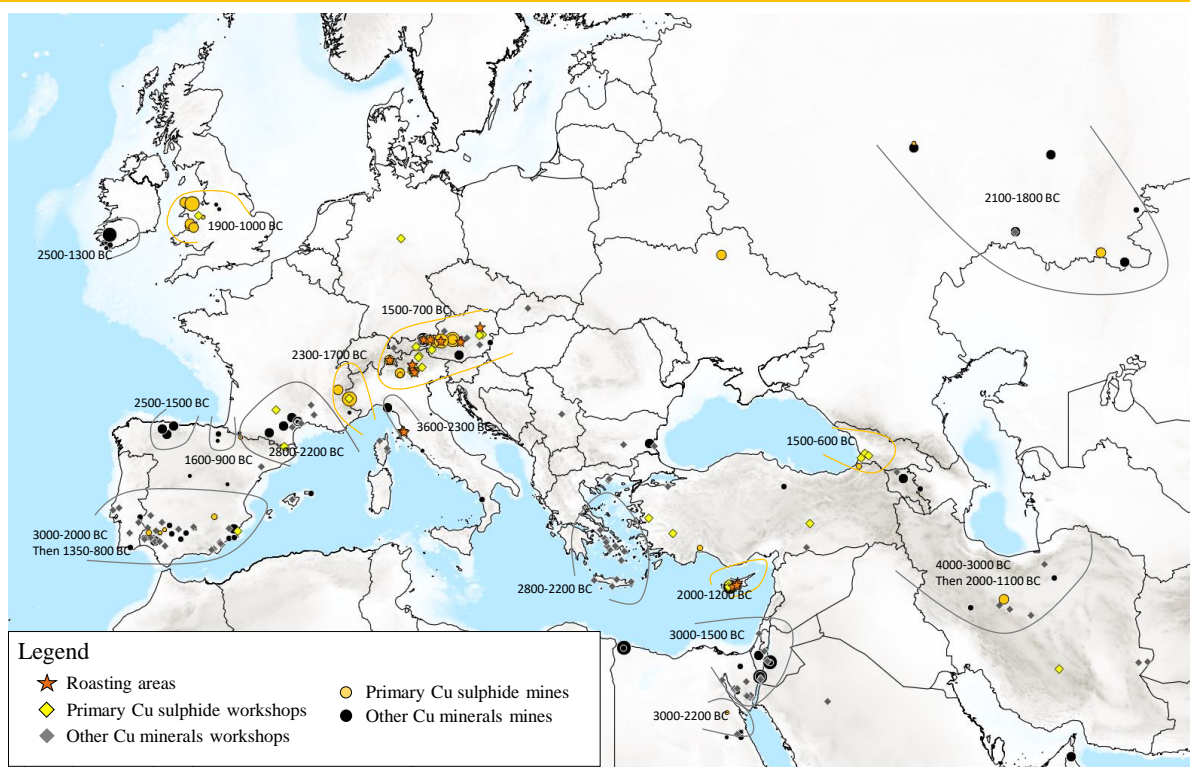 2100-1800 BC
1900-1000 BC
2500-1300 BC
1500-700 BC
2300-1700 BC
2500-1500 BC
3600-2300 BC
1500-600 BC
1600-900 BC
2800-2200 BC
3000-2000 BC
Then 1350-800 BC
4000-3000 BC
Then 2000-1100 BC
2800-2200 BC
2000-1200 BC
3000-1500 BC
3000-2200 BC
Legend
Roasting areas
Primary Cu sulphide workshops
Other Cu minerals workshops
Primary Cu sulphide mines
Other Cu minerals mines